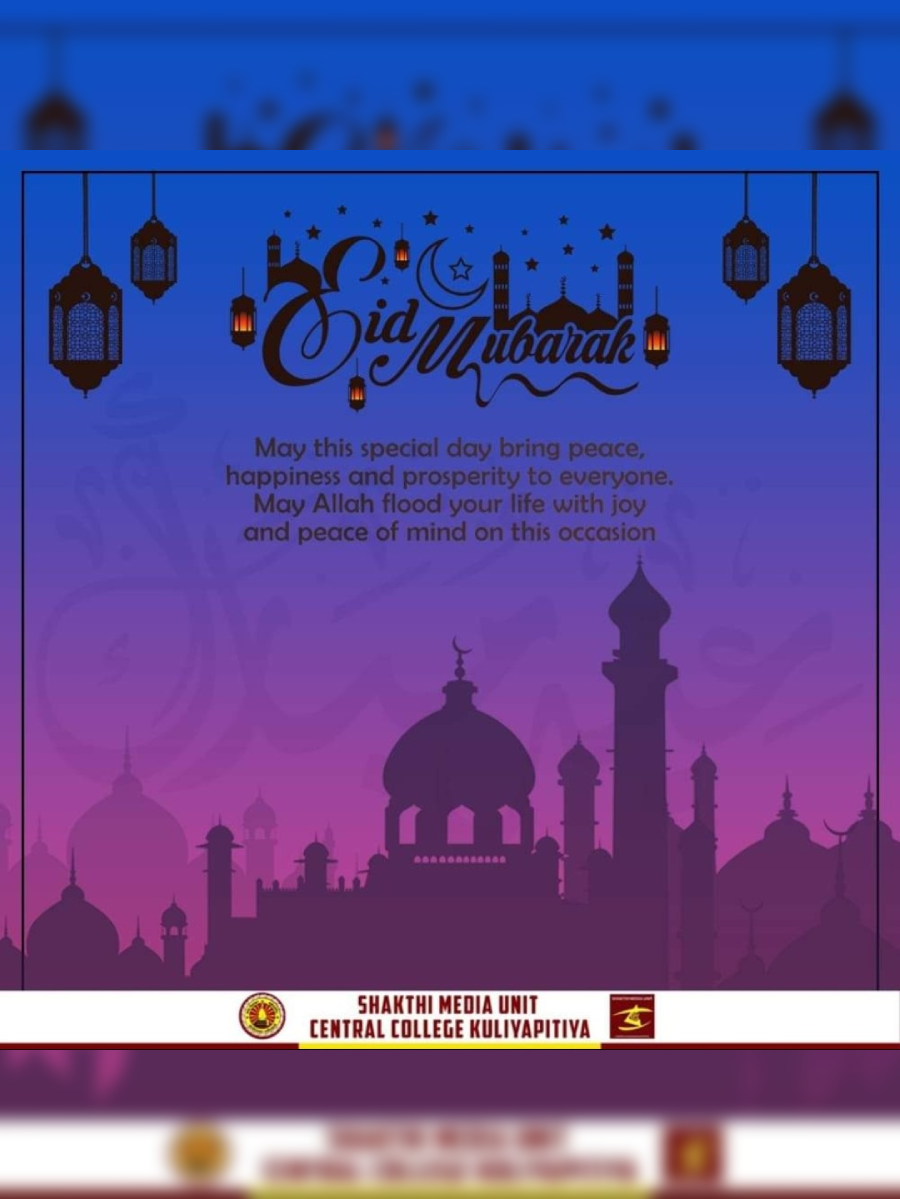 Eid Mubarak
May this special day bring peace,
happiness and prosperity to everyone.
May Allah flood your life with joy
and peace of mind on this occasion
SHAKTHI MEDIA UNIT
CENTRAL COLLEGE KULIYAPITIYA